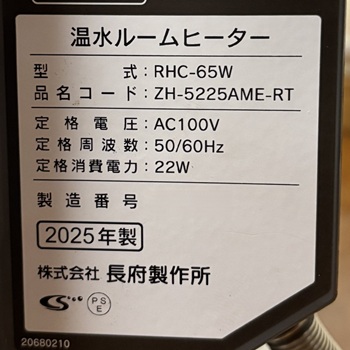 温水ルームヒーター
型式：RHC-65W
品名コード：ZH-5225AME-RT
定格電圧：AC100V
定格周波数：50/60Hz
定格消費電力：22W
製造番号
2025年製
株式会社 長府製作所
PSE
20680210